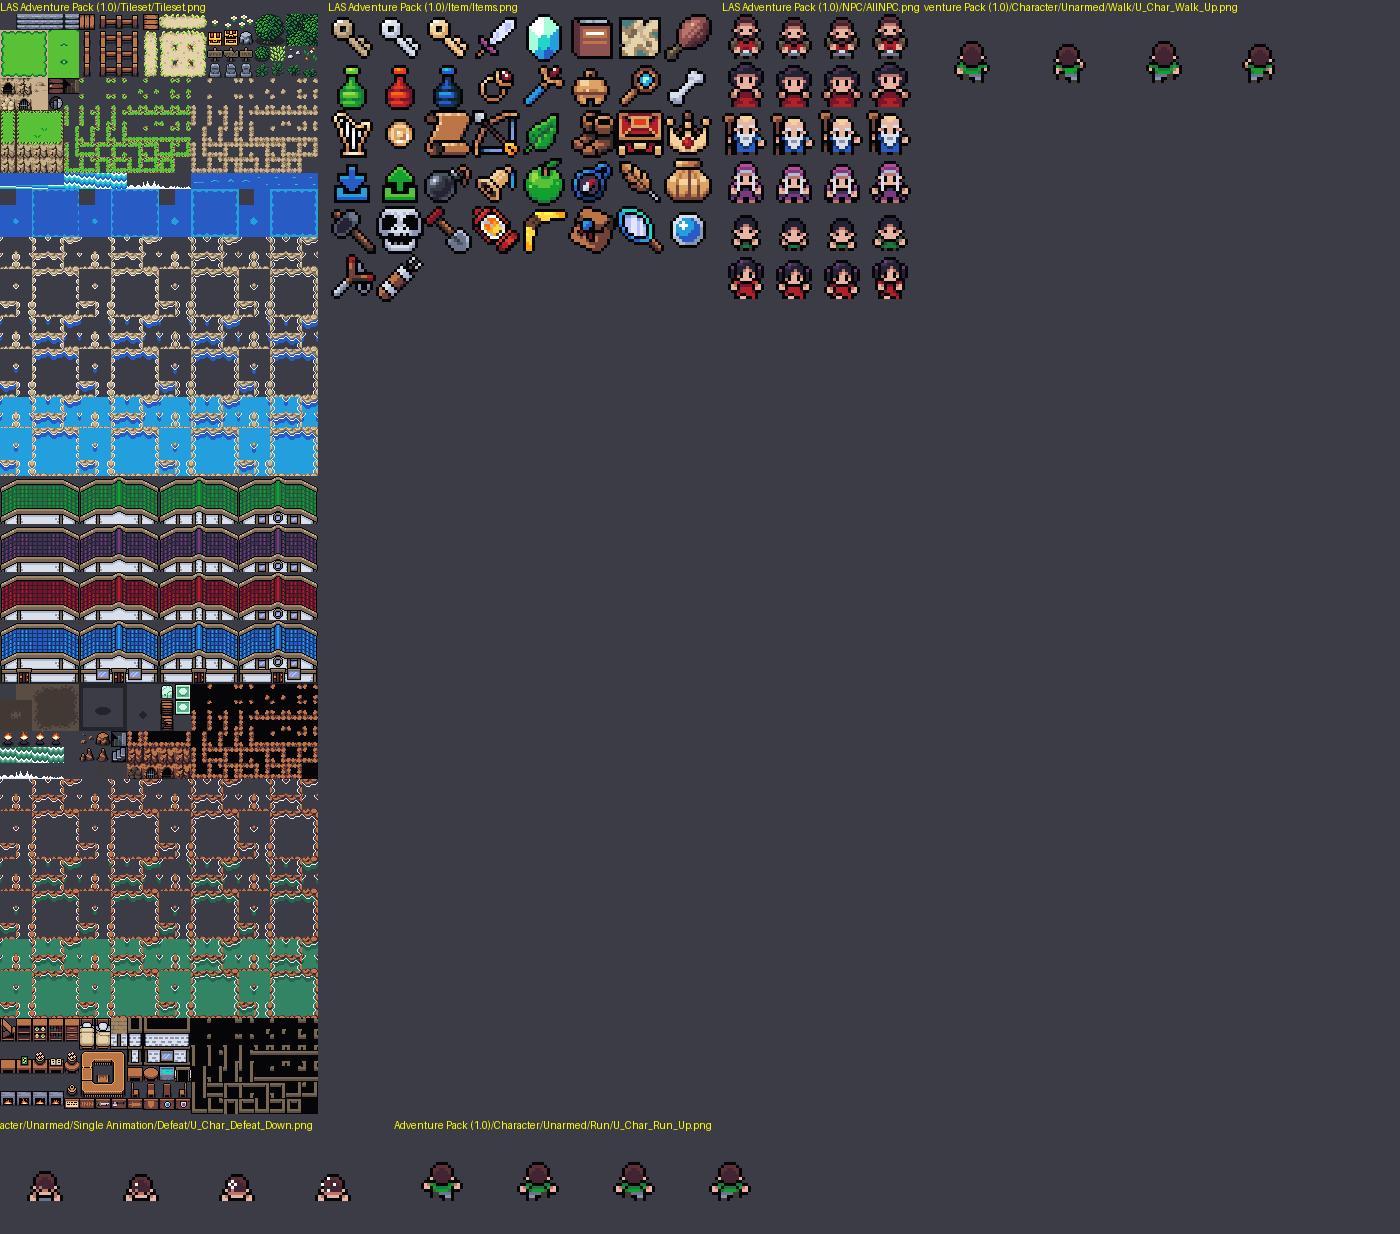 LAS Adventure Pack (1.0)/Tileset/Tileset.png
LAS Adventure Pack (1.0)/Item/Items.png
LAS Adventure Pack (1.0)/NPC/AllNPC.png
venture Pack (1.0)/Character/Unarmed/Walk/U_Char_Walk_Up.png
acter/Unarmed/Single Animation/Defeat/U_Char_Defeat_Down.png
Adventure Pack (1.0)/Character/Unarmed/Run/U_Char_Run_Up.png